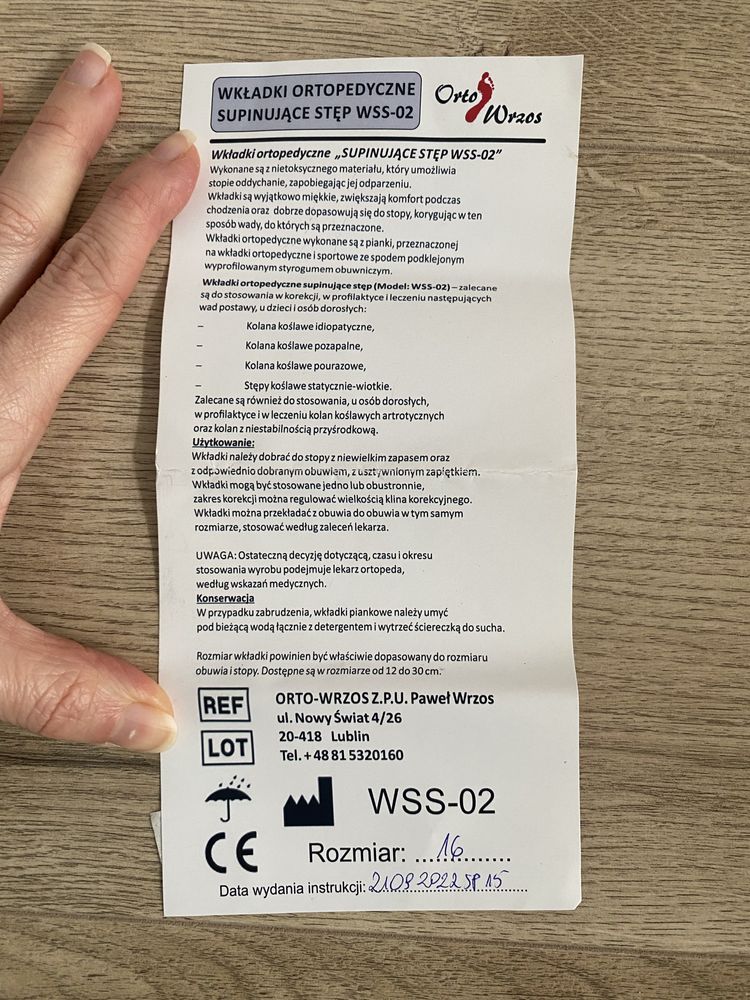 WKŁADKI ORTOPEDYCZNE
SUPINUJĄCE STĘP WSS-02
Orto Wrzos
Wkładki ortopedyczne „SUPINUJĄCE STĘP WSS-02”
Wykonane są z nietoksycznego materiału, który umożliwia
stopie oddychanie, zapobiegając jej odparzeniu.
Wkładki są wyjątkowo miękkie, zwiększają komfort podczas
chodzenia oraz dobrze dopasowują się do stopy, korygując w ten
sposób wady, do których są przeznaczone.
Wkładki ortopedyczne wykonane są z pianki, przeznaczonej
na wkładki ortopedyczne i sportowe ze spodem podklejonym
wyprofilowanym styrogumem obuwniczym.
Wkładki ortopedyczne supinujące stęp (Model: WSS-02) – zalecane
są do stosowania w korekcji, w profilaktyce i leczeniu następujących
wad postawy, u dzieci i osób dorosłych:
– Kolana koślawe idiopatyczne,
– Kolana koślawe pozapalne,
– Kolana koślawe pourazowe,
– Stępy koślawe statycznie-wiotkie.
Zalecane są również do stosowania, u osób dorosłych,
w profilaktyce i w leczeniu kolan koślawych artrotycznych
oraz kolan z niestabilnością przyśrodkową.
Użytkowanie:
Wkładki należy dobrać do stopy z niewielkim zapasem oraz
z odpowiednio dobranym obuwiem, z usztywnionym zapiętkiem.
Wkładki mogą być stosowane jedno lub obustronnie,
zakres korekcji można regulować wielkością klina korekcyjnego.
Wkładki można przekładać z obuwia do obuwia w tym samym
rozmiarze, stosować według zaleceń lekarza.
UWAGA: Ostateczną decyzję dotyczącą, czasu i okresu
stosowania wyrobu podejmuje lekarz ortopeda,
według wskazań medycznych.
Konserwacja
W przypadku zabrudzenia, wkładki piankowe należy umyć
pod bieżącą wodą łącznie z detergentem i wytrzeć ściereczką do sucha.
Rozmiar wkładki powinien być właściwie dopasowany do rozmiaru
obuwia i stopy. Dostępne są w rozmiarze od 12 do 30 cm.
REF
LOT
ORTO-WRZOS Z.P.U. Paweł Wrzos
ul. Nowy Świat 4/26
20-418 Lublin
Tel. +48 81 5320160
WSS-02
CE
Rozmiar: 16
Data wydania instrukcji: 21092022 SP 15